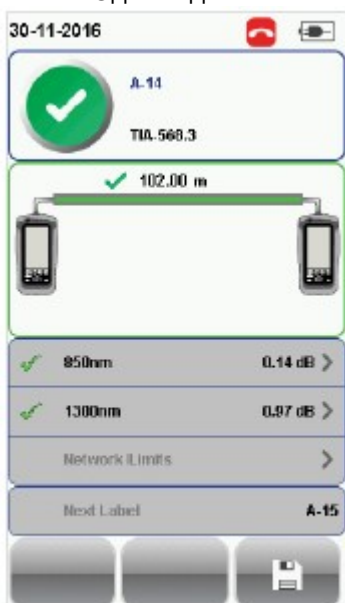 30-11-2016
A-14
TIA-568.3
102.00 m
850nm 0.14 dB
1300nm 0.97 dB
Network Limits
Next Label A-15